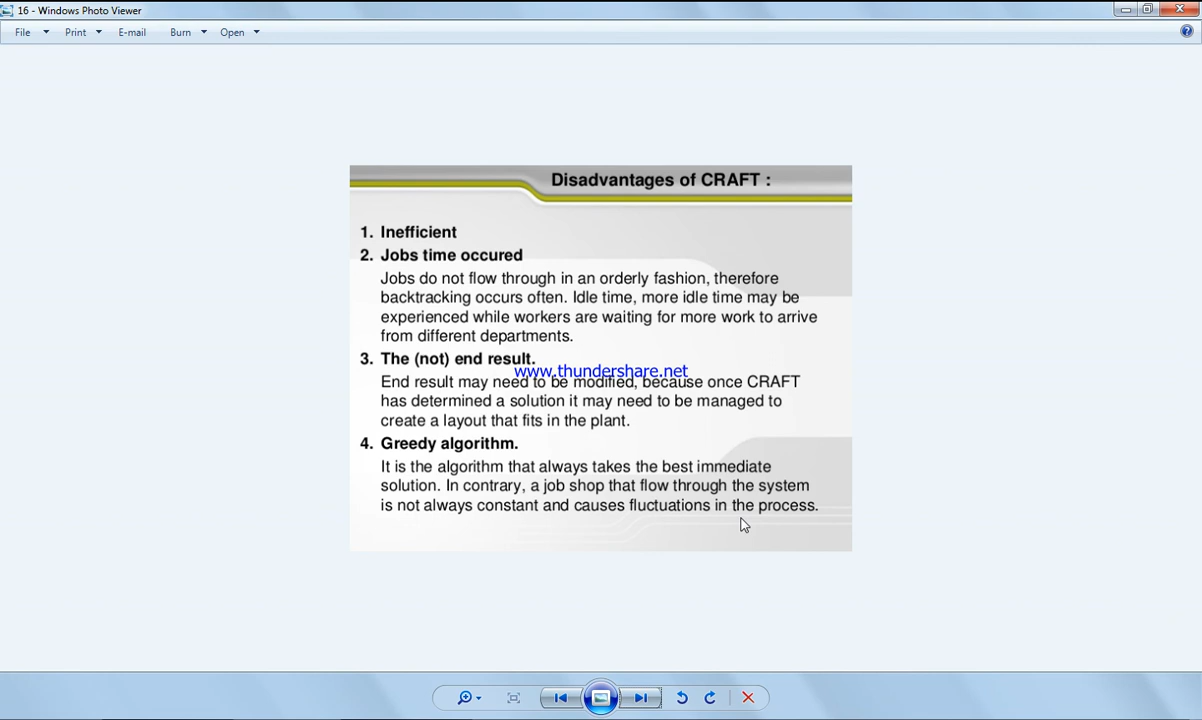 16 - Windows Photo Viewer
File Print E-mail Burn Open
Disadvantages of CRAFT :
1. Inefficient
2. Jobs time occured
Jobs do not flow through in an orderly fashion, therefore
backtracking occurs often. Idle time, more idle time may be
experienced while workers are waiting for more work to arrive
from different departments.
3. The (not) end result.
www.thundershare.net
End result may need to be modified, because once CRAFT
has determined a solution it may need to be managed to
create a layout that fits in the plant.
4. Greedy algorithm.
It is the algorithm that always takes the best immediate
solution. In contrary, a job shop that flow through the system
is not always constant and causes fluctuations in the process.